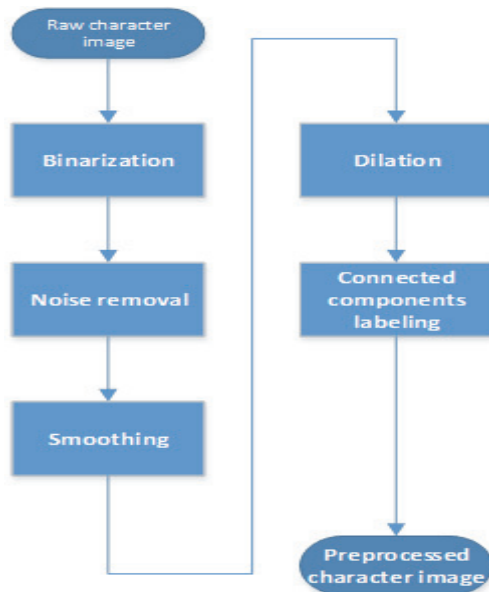 Raw character
image
Binarization
Noise removal
Smoothing
Dilation
Connected
components
labeling
Preprocessed
character image